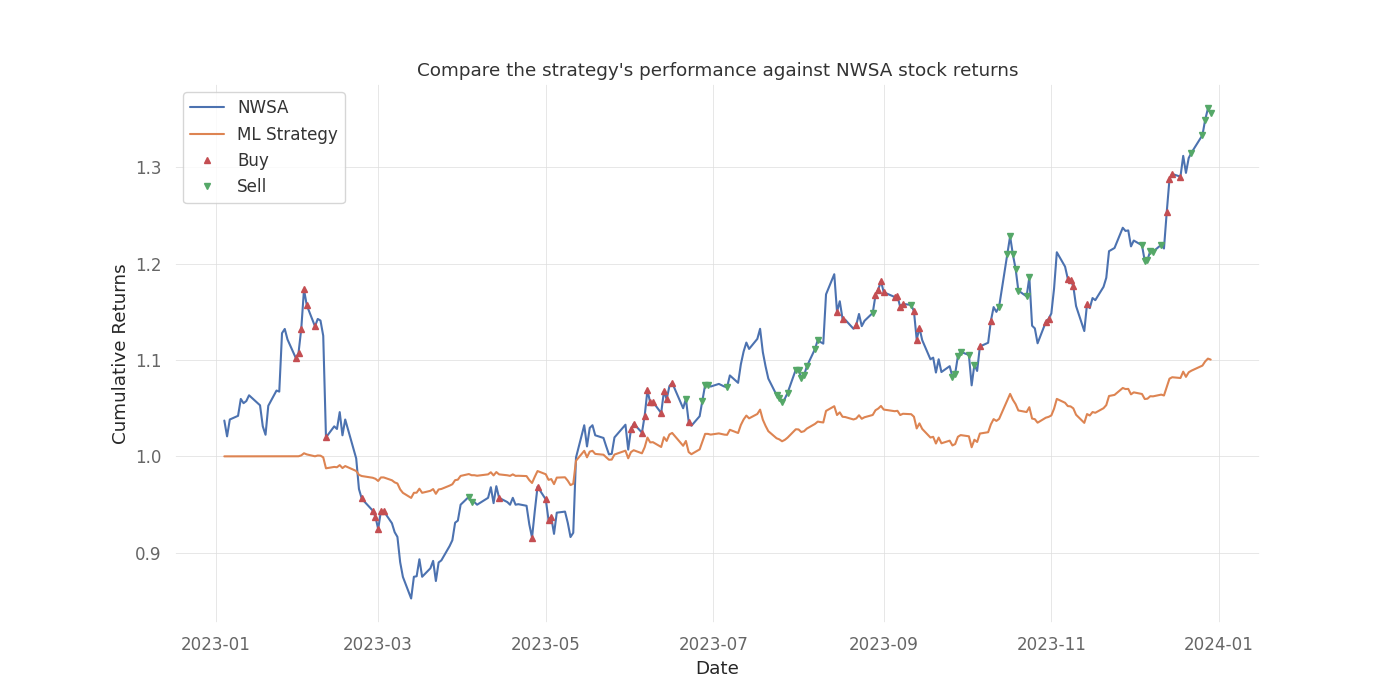 Compare the strategy's performance against NWSA stock returns
NWSA
ML Strategy
Buy
Sell
Cumulative Returns
1.3
1.2
1.1
1.0
0.9
2023-01
2023-03
2023-05
2023-07
2023-09
2023-11
2024-01
Date